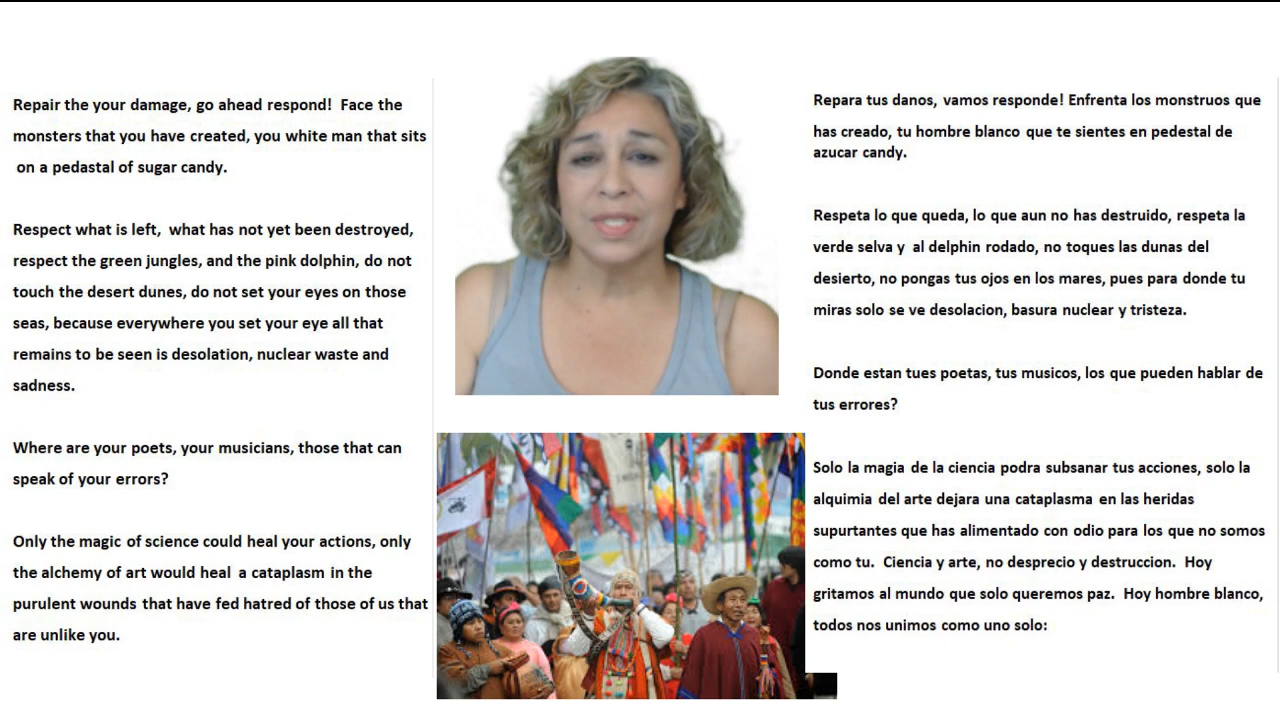 Repair the your damage, go ahead respond! Face the
monsters that you have created, you white man that sits
on a pedastal of sugar candy.
Respect what is left, what has not yet been destroyed,
respect the green jungles, and the pink dolphin, do not
touch the desert dunes, do not set your eyes on those
seas, because everywhere you set your eye all that
remains to be seen is desolation, nuclear waste and
sadness.
Where are your poets, your musicians, those that can
speak of your errors?
Only the magic of science could heal your actions, only
the alchemy of art would heal a cataplasm in the
purulent wounds that have fed hatred of those of us that
are unlike you.
Repara tus danos, vamos responde! Enfrenta los monstruos que
has creado, tu hombre blanco que te sientes en pedestal de
azucar candy.
Respeta lo que queda, lo que aun no has destruido, respeta la
verde selva y al delphin rodado, no toques las dunas del
desierto, no pongas tus ojos en los mares, pues para donde tu
miras solo se ve desolacion, basura nuclear y tristeza.
Donde estan tues poetas, tus musicos, los que pueden hablar de
tus errores?
Solo la magia de la ciencia podra subsanar tus acciones, solo la
alquimia del arte dejara una cataplasma en las heridas
supurtantes que has alimentado con odio para los que no somos
como tu. Ciencia y arte, no desprecio y destruccion. Hoy
gritamos al mundo que solo queremos paz. Hoy hombre blanco,
todos nos unimos como uno solo: